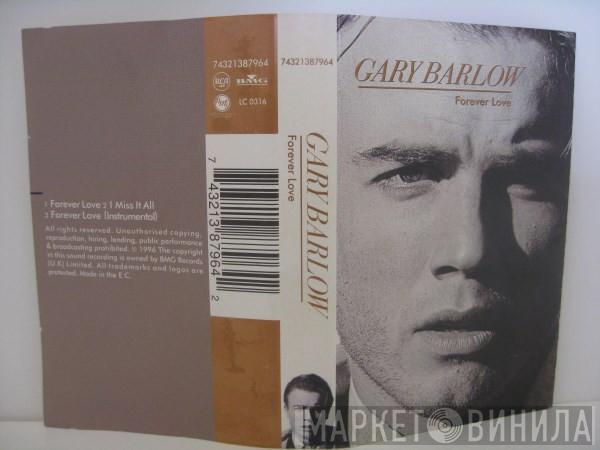 1 Forever Love 2 I Miss It All
3 Forever Love (Instrumental)
All rights reserved. Unauthorised copying,
reproduction, hiring, lending, public performance
& broadcasting prohibited. ℗ 1996 The copyright
in this sound recording is owned by BMG Records
(U.K) Limited. All trademarks and logos are
protected. Made in the E.C.
74321387964
RCA
BMG
LC 0316
7 43213 87964 2
74321387964
Forever Love
GARY BARLOW
GARY BARLOW
Forever Love
МАРКЕТ ВИНИЛА